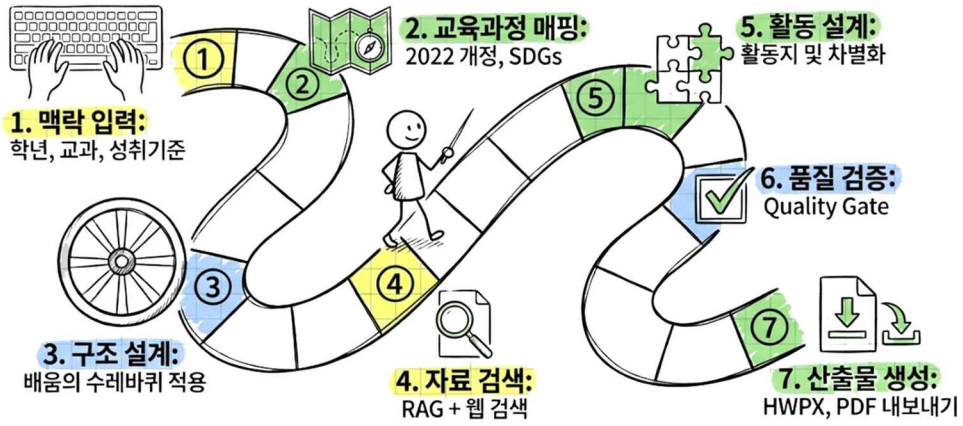 ①
1. 맥락 입력:
학년, 교과, 성취기준
②
2. 교육과정 매핑:
2022 개정, SDGs
③
3. 구조 설계:
배움의 수레바퀴 적용
④
4. 자료 검색:
RAG + 웹 검색
⑤
5. 활동 설계:
활동지 및 차별화
6. 품질 검증:
Quality Gate
⑦
7. 산출물 생성:
HWPX, PDF 내보내기